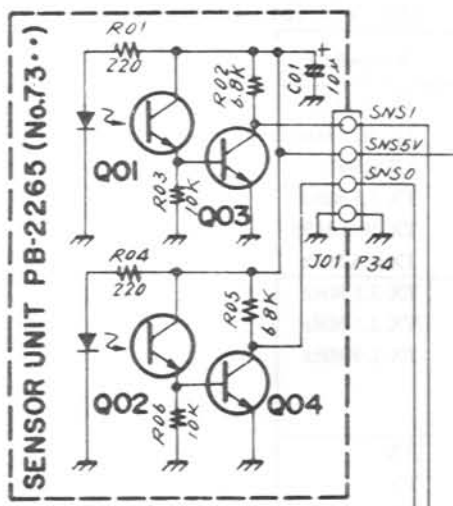 SENSOR UNIT PB-2265 (No.73··)
R01
220
R02
6.8K
C01
+
10μ
SNS1
Q01
R03
10K
Q03
SNS5V
SNS0
J01 P34
R04
220
R05
6.8K
Q02
R06
10K
Q04